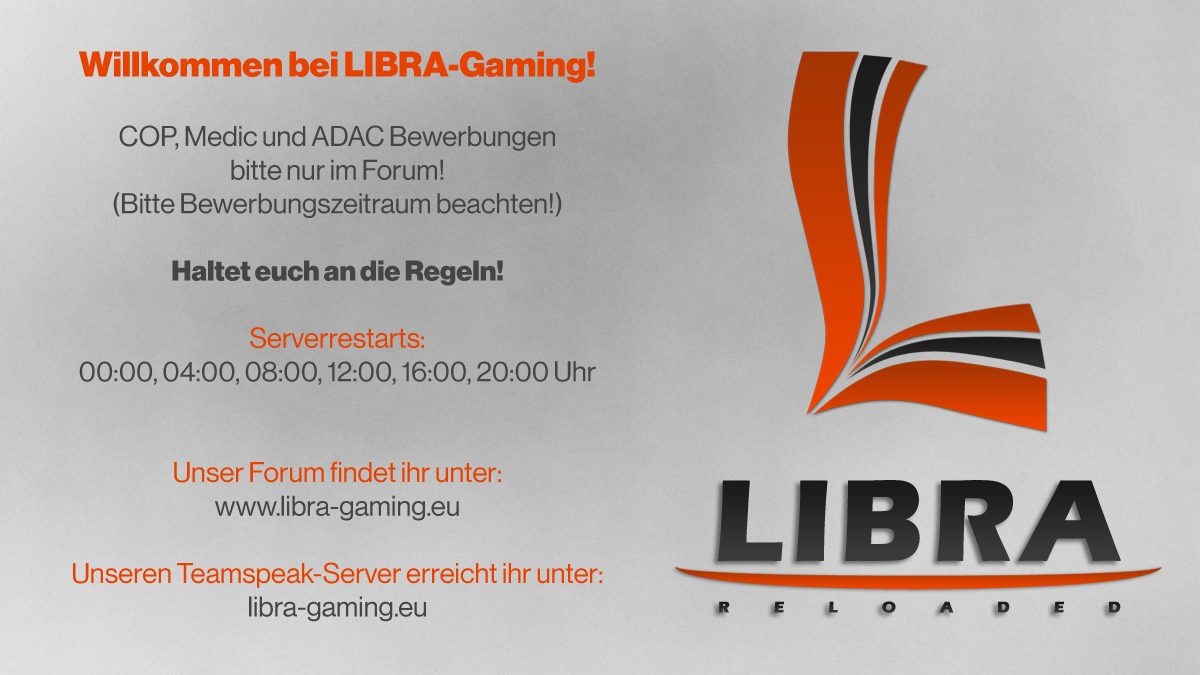 Willkommen bei LIBRA-Gaming!
COP, Medic und ADAC Bewerbungen
bitte nur im Forum!
(Bitte Bewerbungszeitraum beachten!)
Haltet euch an die Regeln!
Serverrestarts:
00:00, 04:00, 08:00, 12:00, 16:00, 20:00 Uhr
Unser Forum findet ihr unter:
www.libra-gaming.eu
Unseren Teamspeak-Server erreicht ihr unter:
libra-gaming.eu
LIBRA
RELOADED